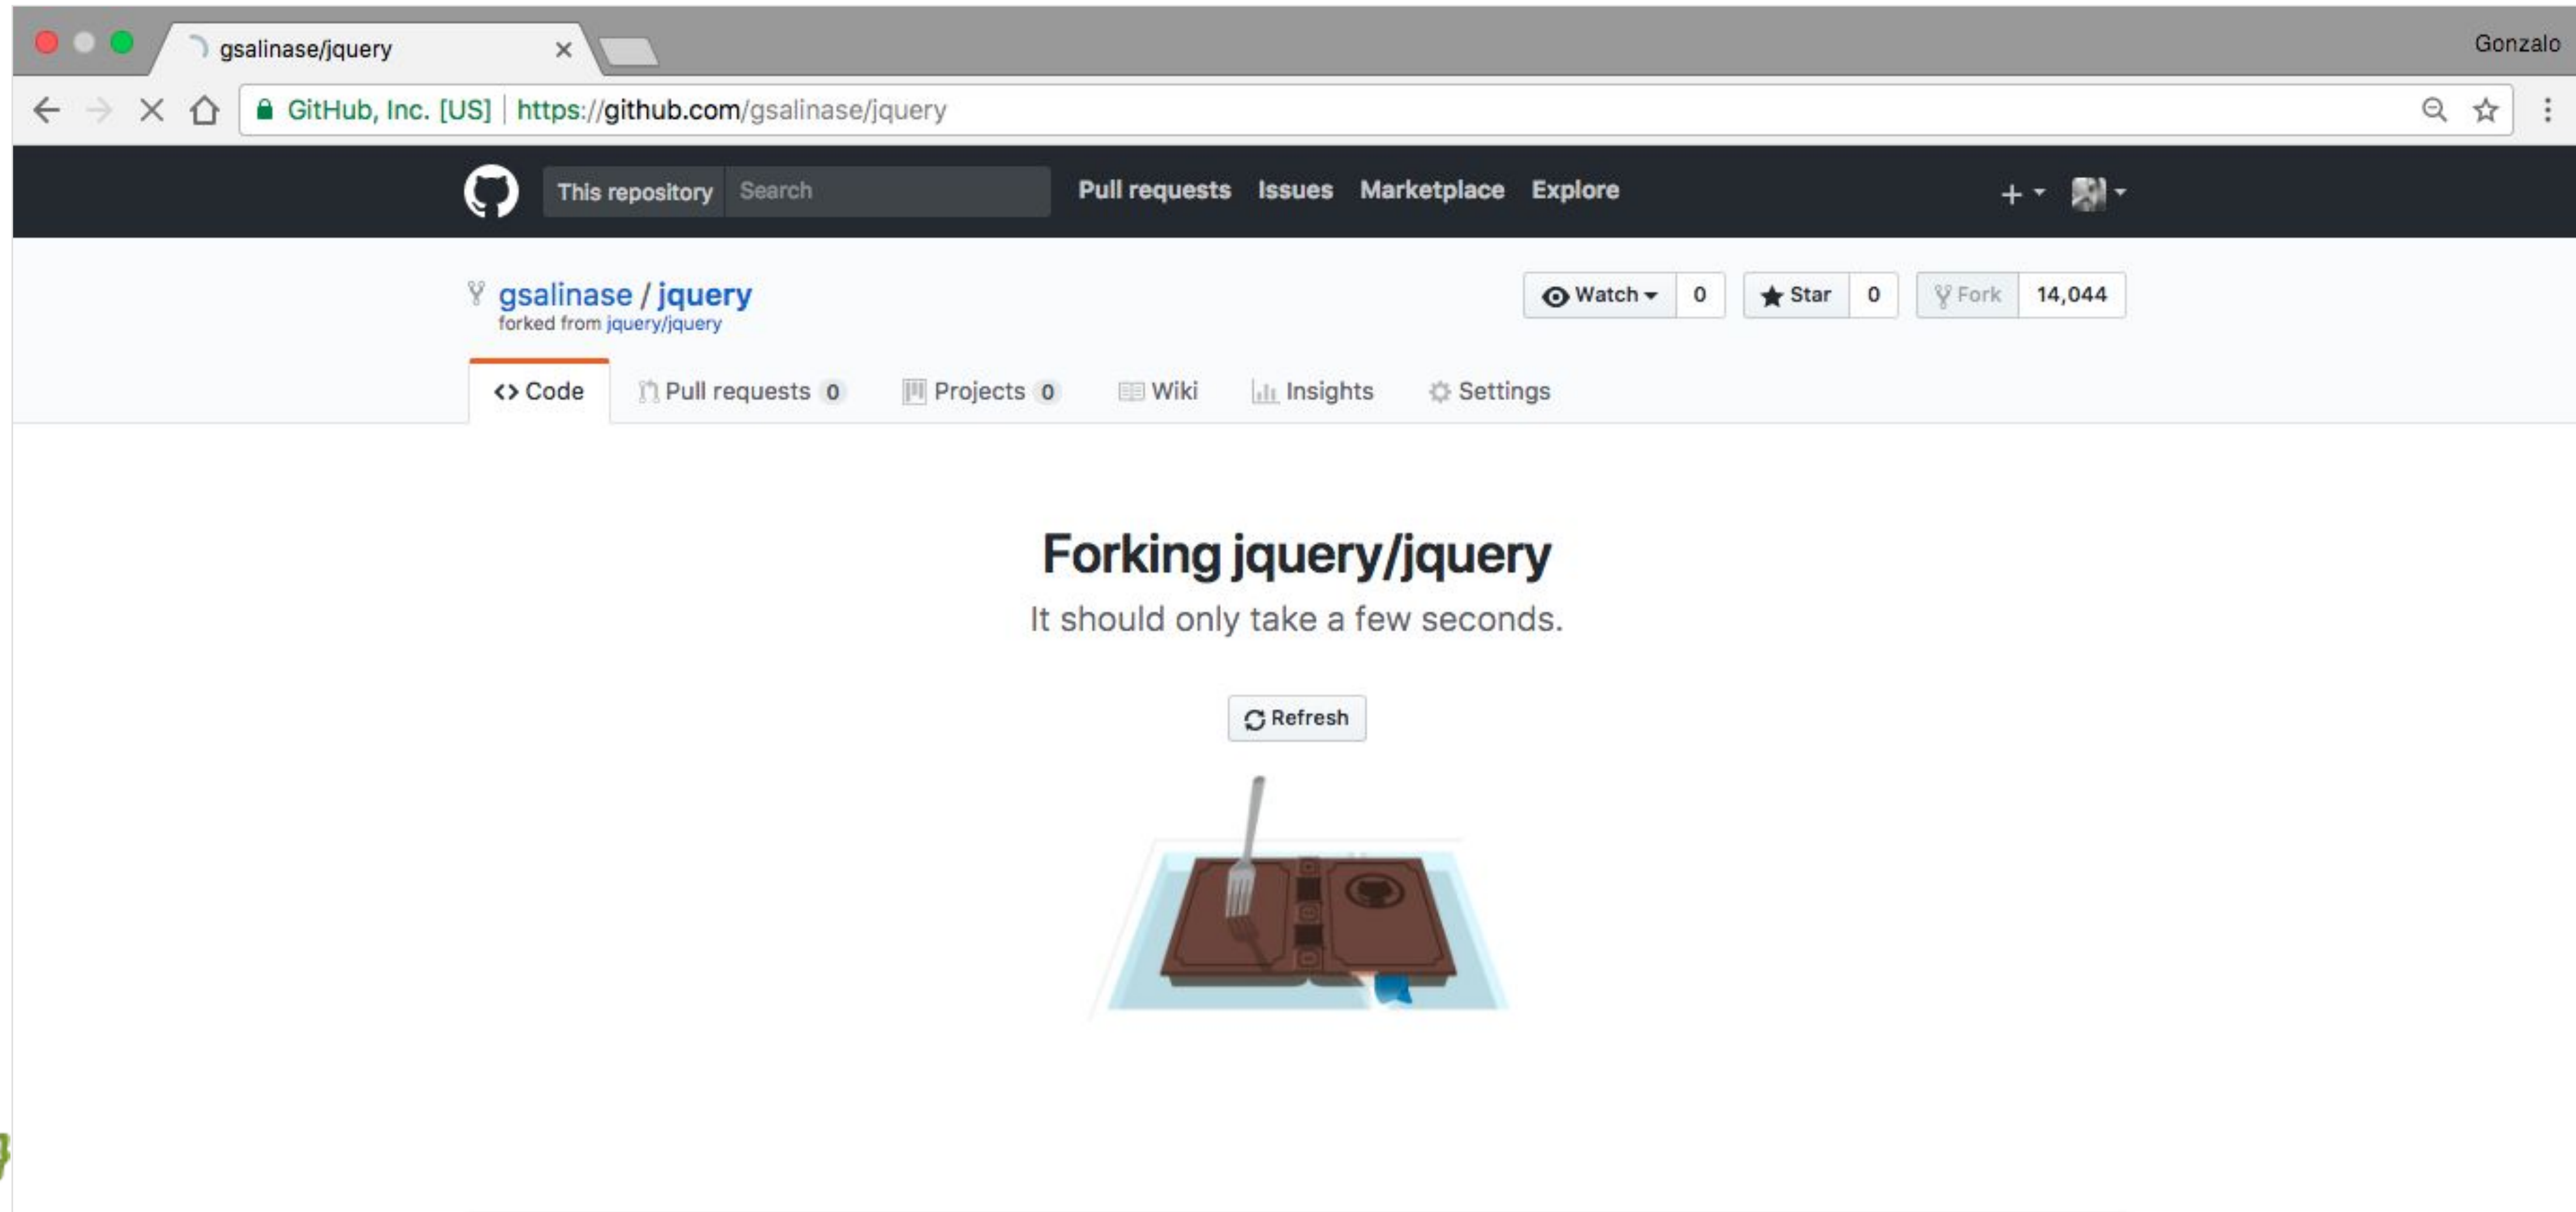 gsalinase/jquery
Gonzalo
GitHub, Inc. [US] | https://github.com/gsalinase/jquery
This repository Search Pull requests Issues Marketplace Explore
gsalinase / jquery Watch 0 Star 0 Fork 14,044
forked from jquery/jquery
Code Pull requests 0 Projects 0 Wiki Insights Settings
Forking jquery/jquery
It should only take a few seconds.
Refresh